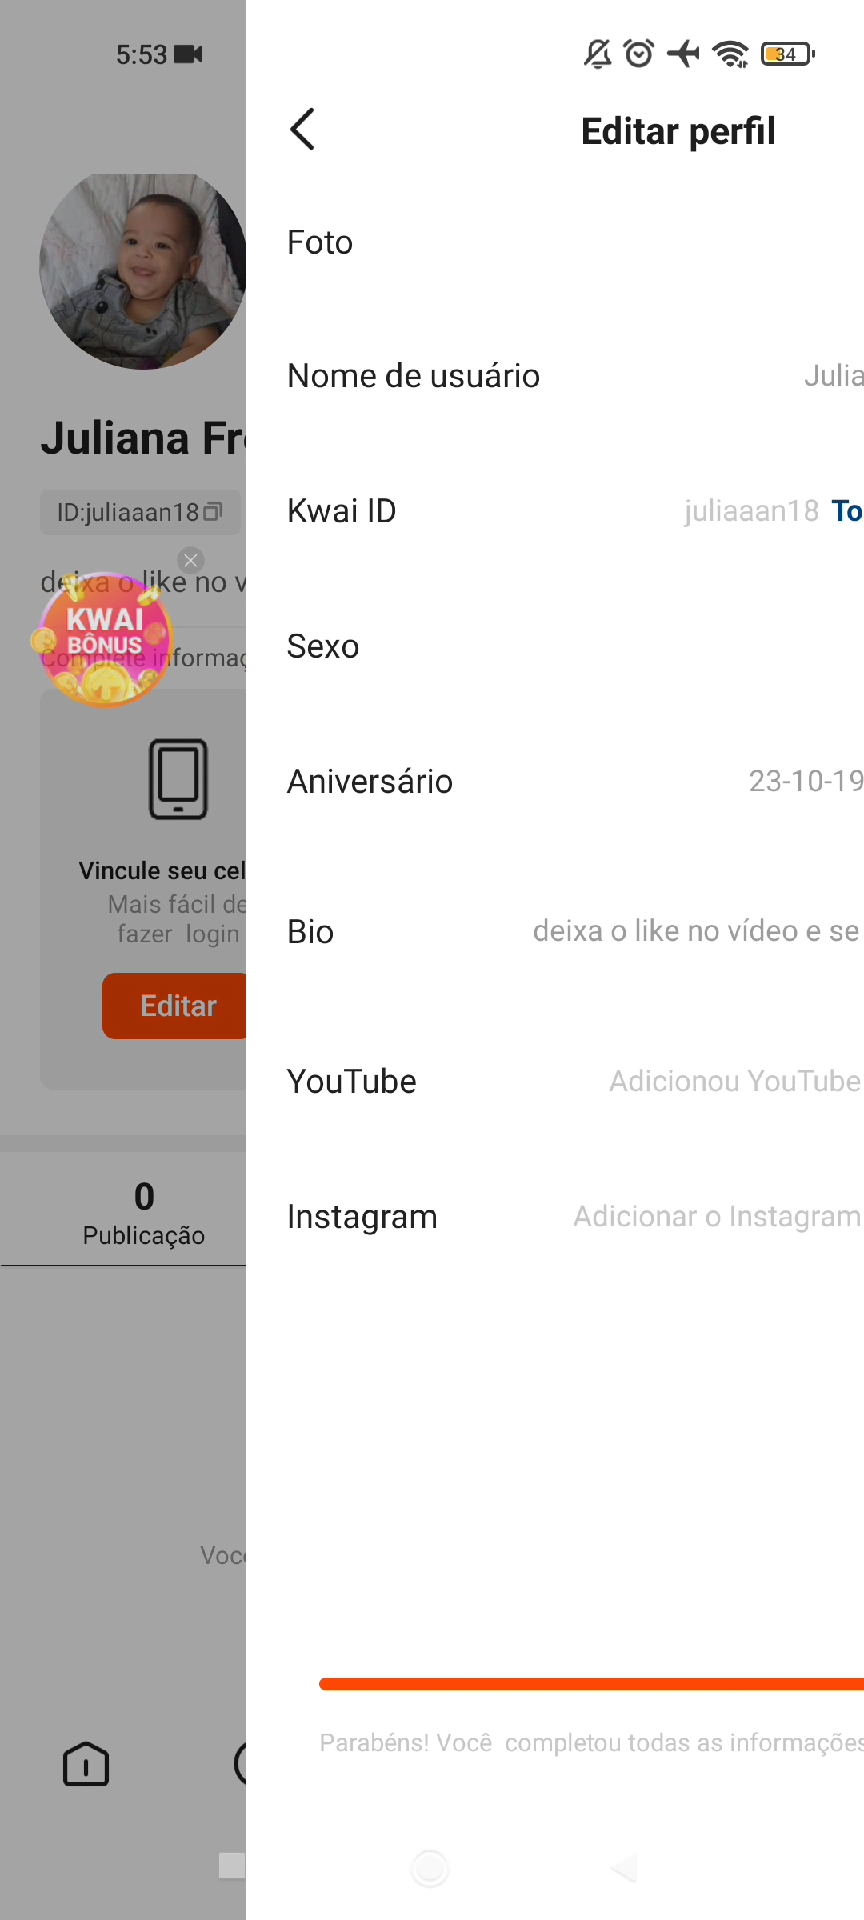 5:53
34
Editar perfil
Foto
Nome de usuário
Julia
Juliana Fr
Kwai ID
juliaaan18 To
ID:juliaaan18
deixa o like no v
KWAI
BÔNUS
Complete informaç
Sexo
Aniversário
23-10-19
Vincule seu cel
Mais fácil de
fazer login
Bio
deixa o like no vídeo e se
Editar
YouTube
Adicionou YouTube
0
Publicação
Instagram
Adicionar o Instagram
Voc
Parabéns! Você completou todas as informações